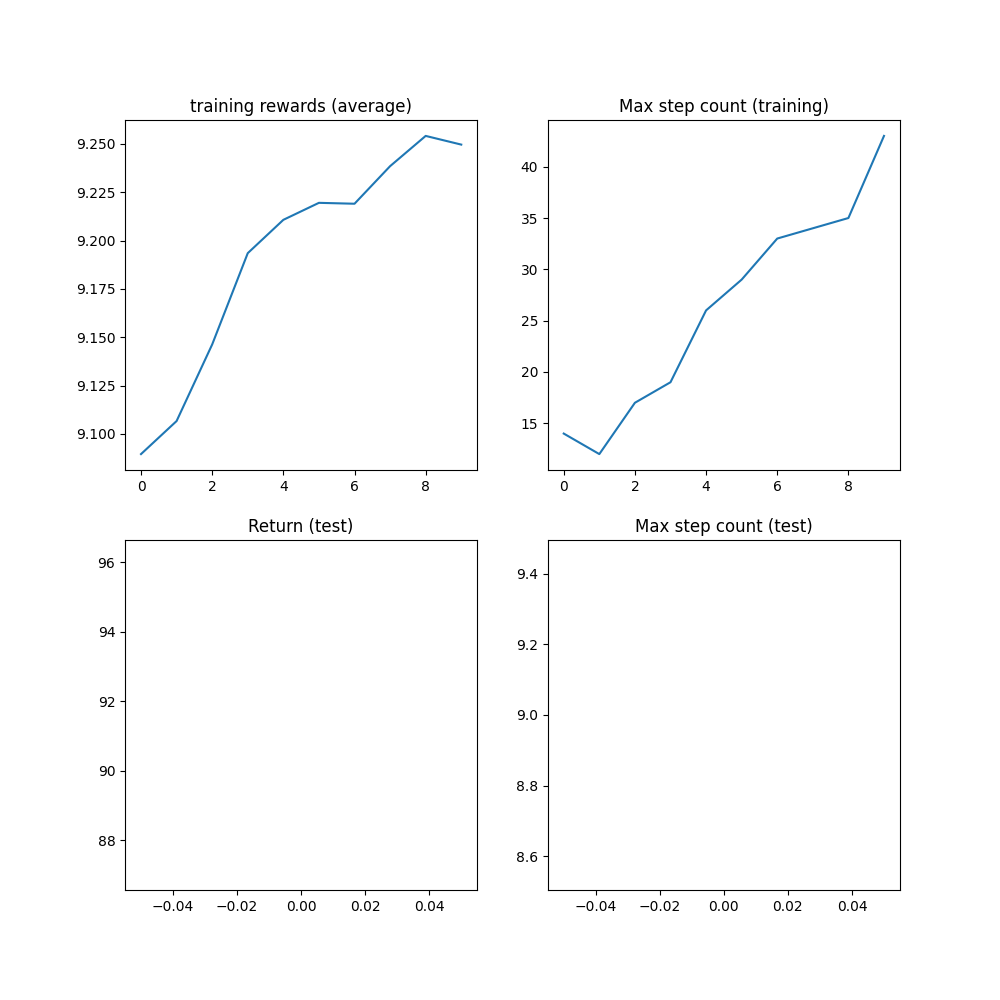 training rewards (average)
9.250
9.225
9.200
9.175
9.150
9.125
9.100
0 2 4 6 8
Max step count (training)
40
35
30
25
20
15
0 2 4 6 8
Return (test)
96
94
92
90
88
−0.04 −0.02 0.00 0.02 0.04
Max step count (test)
9.4
9.2
9.0
8.8
8.6
−0.04 −0.02 0.00 0.02 0.04